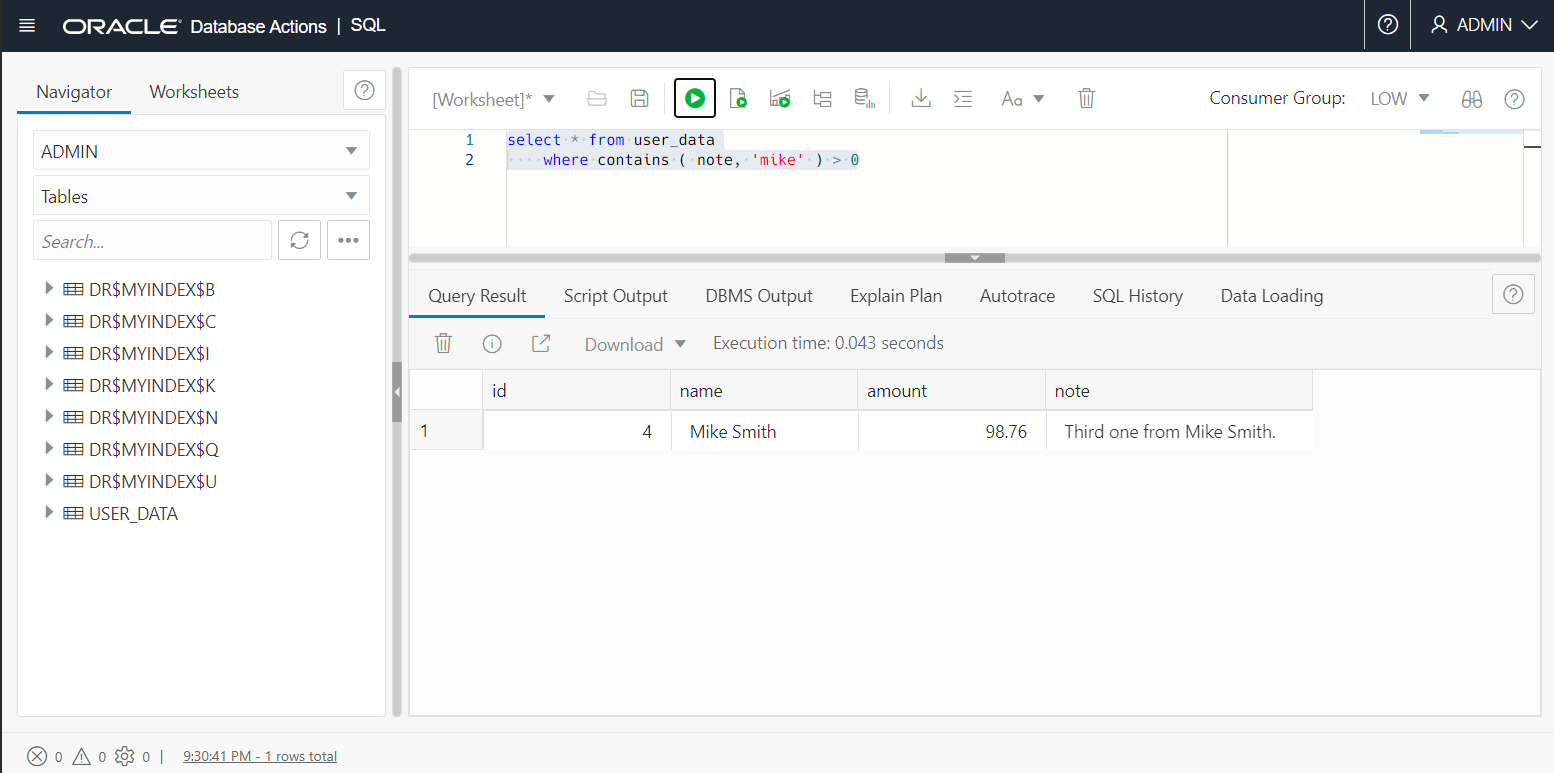 ORACLE Database Actions | SQL
ADMIN
Navigator Worksheets
ADMIN
Tables
Search...
DR$MYINDEX$B
DR$MYINDEX$C
DR$MYINDEX$I
DR$MYINDEX$K
DR$MYINDEX$N
DR$MYINDEX$Q
DR$MYINDEX$U
USER_DATA
[Worksheet]* Aa Consumer Group: LOW
1 select * from user_data
2 where contains ( note, 'mike' ) > 0
Query Result Script Output DBMS Output Explain Plan Autotrace SQL History Data Loading
Download Execution time: 0.043 seconds
id name amount note
1 4 Mike Smith 98.76 Third one from Mike Smith.
0 0 0 | 9:30:41 PM - 1 rows total